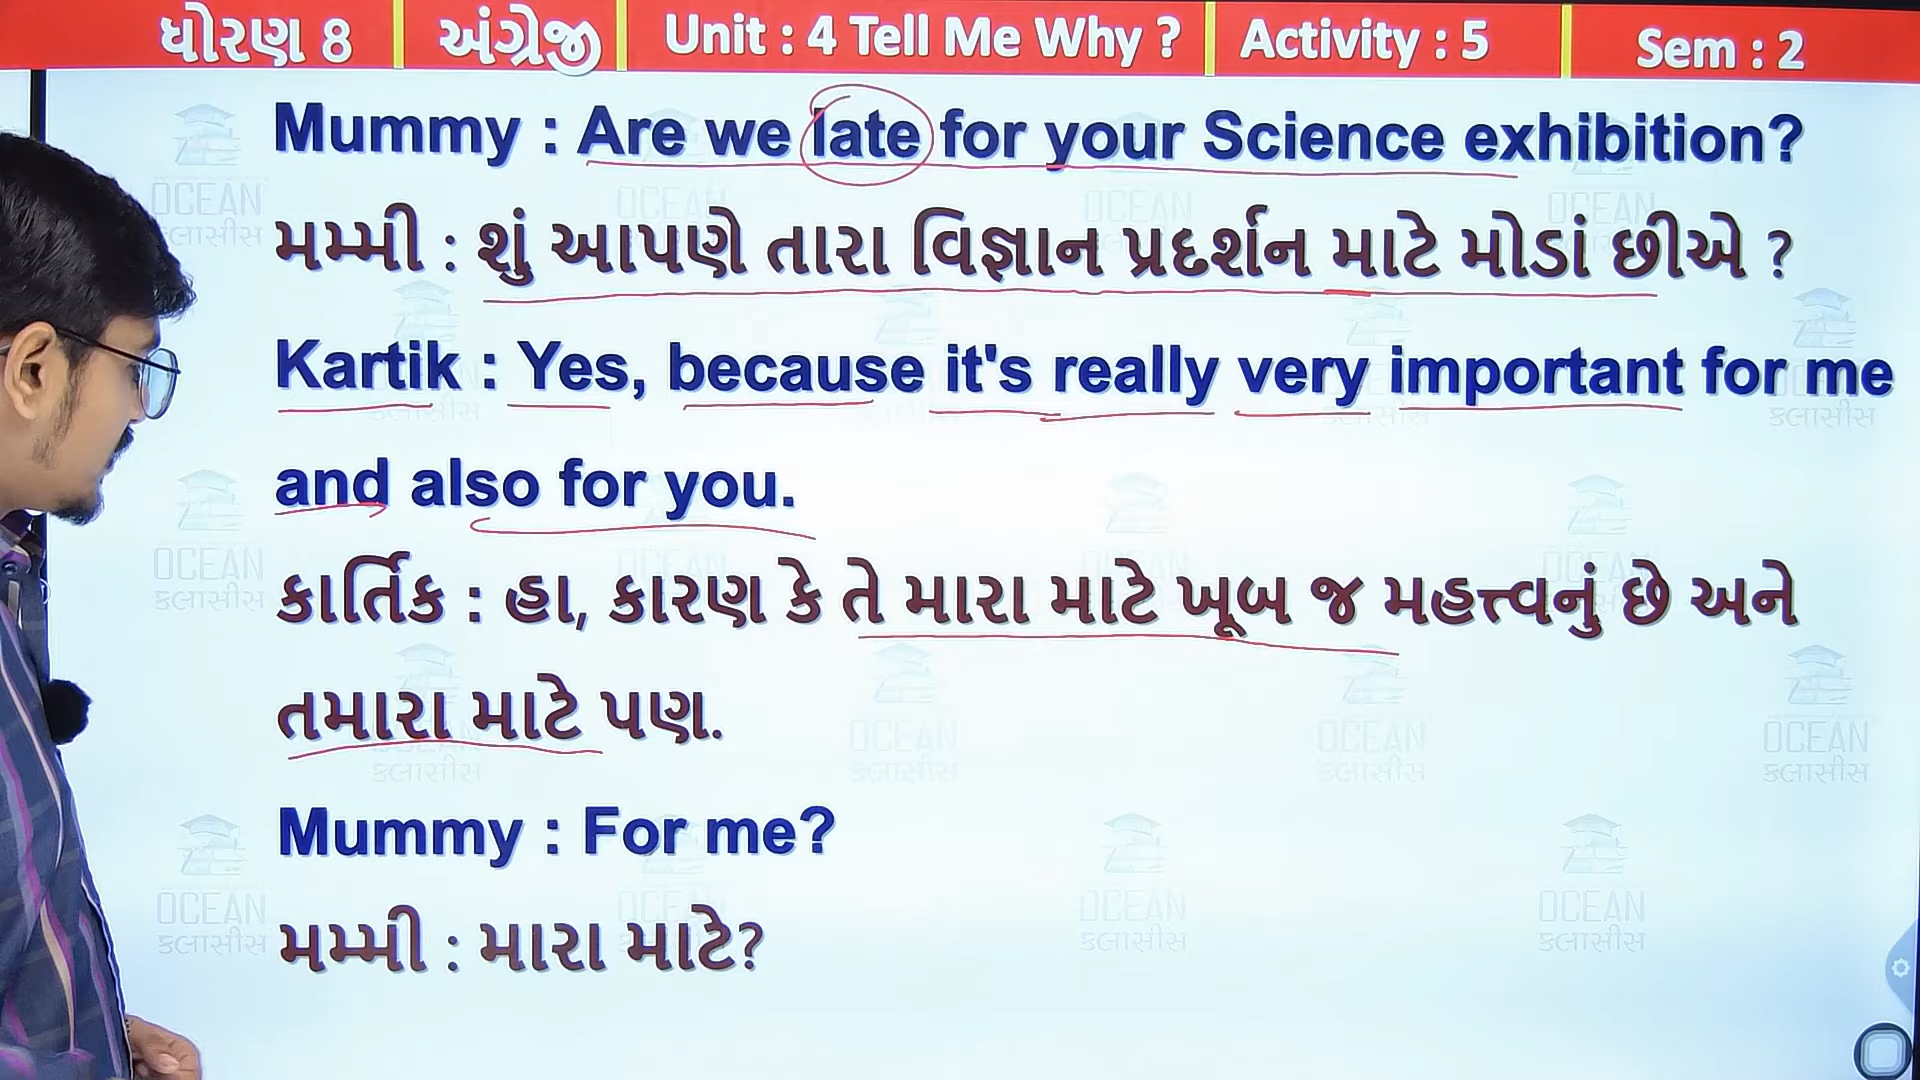 ધોરણ 8 અંગ્રેજી Unit : 4 Tell Me Why ? Activity : 5 Sem : 2
Mummy : Are we late for your Science exhibition?
મમ્મી : શું આપણે તારા વિજ્ઞાન પ્રદર્શન માટે મોડાં છીએ ?
Kartik : Yes, because it's really very important for me
and also for you.
કાર્તિક : હા, કારણ કે તે મારા માટે ખૂબ જ મહત્ત્વનું છે અને
તમારા માટે પણ.
Mummy : For me?
મમ્મી : મારા માટે?
OCEAN
કલાસીસ